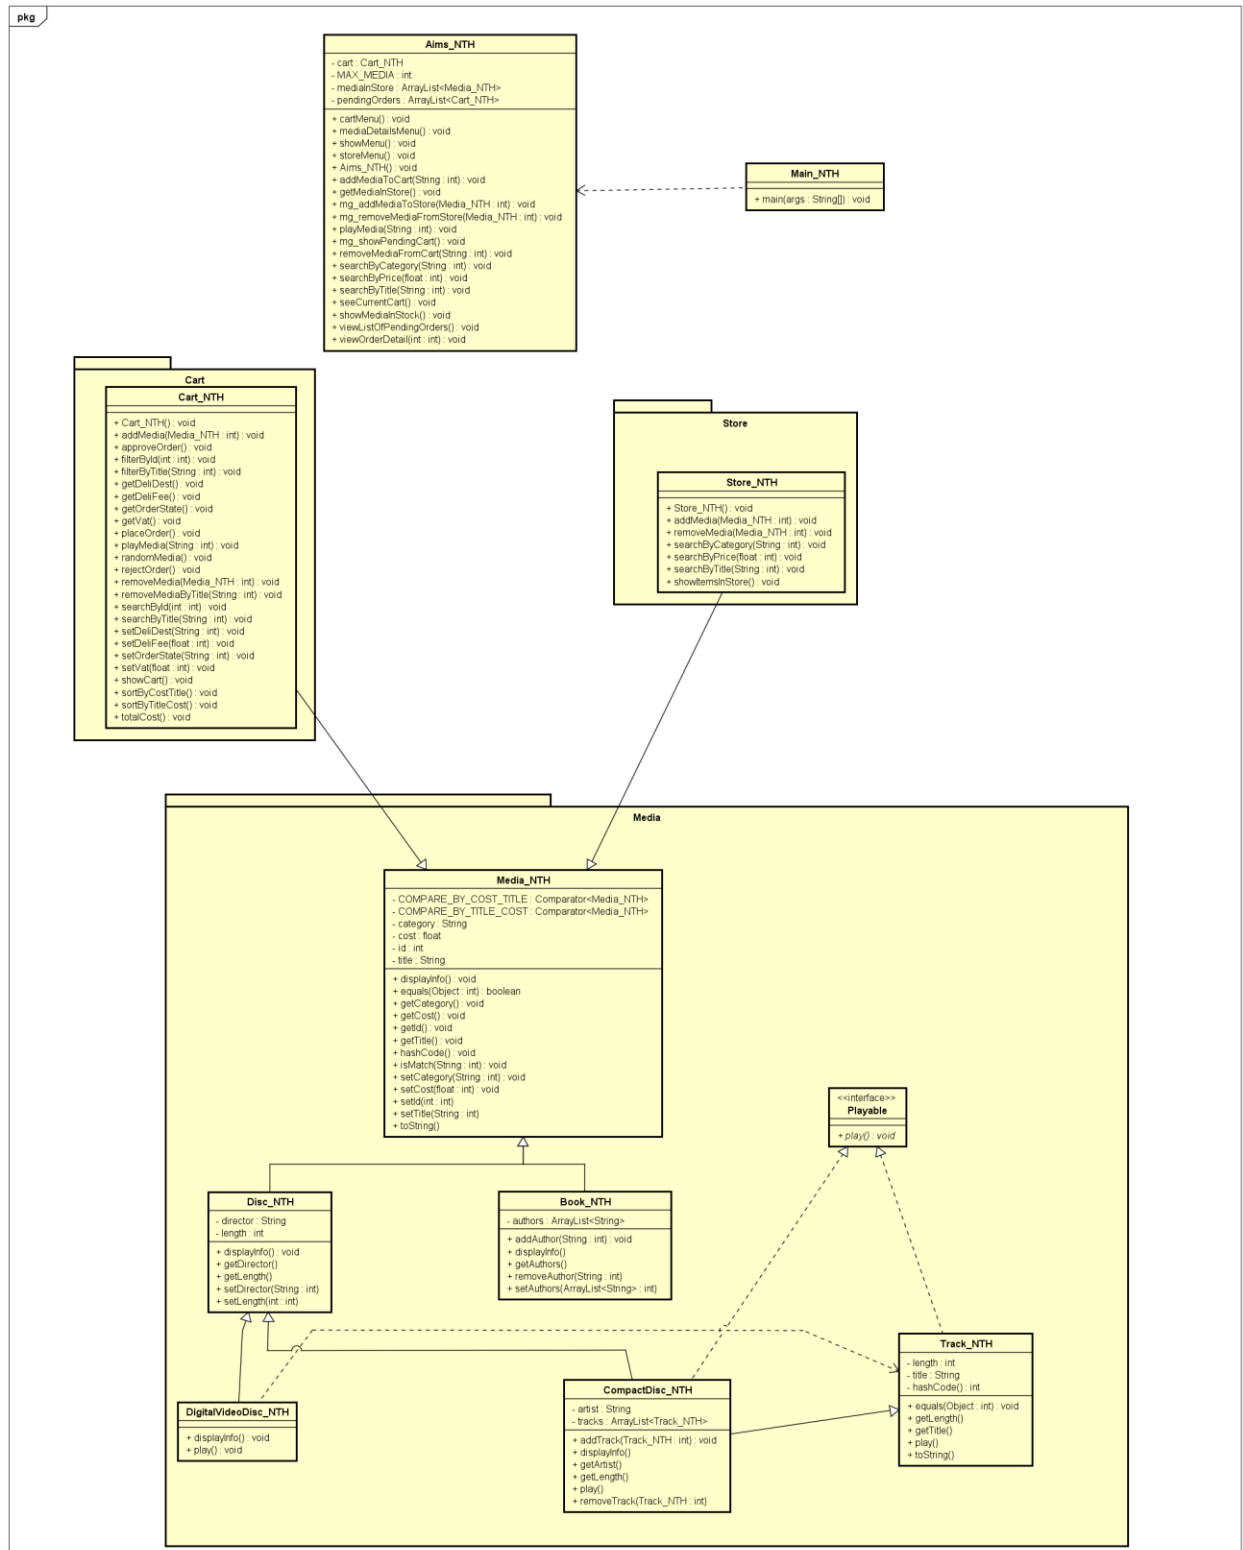 pkg
Aims_NTH
- cart : Cart_NTH
- MAX_MEDIA : int
- mediaInStore : ArrayList<Media_NTH>
- pendingOrders : ArrayList<Cart_NTH>
+ cartMenu() : void
+ mediaDetailsMenu() : void
+ showMenu() : void
+ storeMenu() : void
+ Aims_NTH() : void
+ addMediaToCart(String : int) : void
+ getMediaInStore() : void
+ mg_addMediaToStore(Media_NTH : int) : void
+ mg_removeMediaFromStore(Media_NTH : int) : void
+ playMedia(String : int) : void
+ mg_showPendingCart() : void
+ removeMediaFromCart(String : int) : void
+ searchByCategory(String : int) : void
+ searchByPrice(float : int) : void
+ searchByTitle(String : int) : void
+ seeCurrentCart() : void
+ showMediaInStock() : void
+ viewListOfPendingOrders() : void
+ viewOrderDetail(int : int) : void
Main_NTH
+ main(args : String[]) : void
Cart
Cart_NTH
+ Cart_NTH() : void
+ addMedia(Media_NTH : int) : void
+ approveOrder() : void
+ filterById(int : int) : void
+ filterByTitle(String : int) : void
+ getDeliDest() : void
+ getDeliFee() : void
+ getOrderState() : void
+ getVat() : void
+ placeOrder() : void
+ playMedia(String : int) : void
+ randomMedia() : void
+ rejectOrder() : void
+ removeMedia(Media_NTH : int) : void
+ removeMediaByTitle(String : int) : void
+ searchById(int : int) : void
+ searchByTitle(String : int) : void
+ setDeliDest(String : int) : void
+ setDeliFee(float : int) : void
+ setOrderState(String : int) : void
+ setVat(float : int) : void
+ showCart() : void
+ sortByCostTitle() : void
+ sortByTitleCost() : void
+ totalCost() : void
Store
Store_NTH
+ Store_NTH() : void
+ addMedia(Media_NTH : int) : void
+ removeMedia(Media_NTH : int) : void
+ searchByCategory(String : int) : void
+ searchByPrice(float : int) : void
+ searchByTitle(String : int) : void
+ showItemsInStore() : void
Media
Media_NTH
- COMPARE_BY_COST_TITLE : Comparator<Media_NTH>
- COMPARE_BY_TITLE_COST : Comparator<Media_NTH>
- category : String
- cost : float
- id : int
- title : String
+ displayInfo() : void
+ equals(Object : int) : boolean
+ getCategory() : void
+ getCost() : void
+ getId() : void
+ getTitle() : void
+ hashCode() : void
+ isMatch(String : int) : void
+ setCategory(String : int) : void
+ setCost(float : int) : void
+ setId(int : int)
+ setTitle(String : int)
+ toString()
<<interface>>
Playable
+ play() : void
Disc_NTH
- director : String
- length : int
+ displayInfo() : void
+ getDirector()
+ getLength()
+ setDirector(String : int)
+ setLength(int : int)
Book_NTH
- authors : ArrayList<String>
+ addAuthor(String : int) : void
+ displayInfo()
+ getAuthors()
+ removeAuthor(String : int)
+ setAuthors(ArrayList<String> : int)
Track_NTH
- length : int
- title : String
- hashCode() : int
+ equals(Object : int) : void
+ getLength()
+ getTitle()
+ play()
+ toString()
CompactDisc_NTH
- artist : String
- tracks : ArrayList<Track_NTH>
+ addTrack(Track_NTH : int) : void
+ displayInfo()
+ getArtist()
+ getLength()
+ play()
+ removeTrack(Track_NTH : int)
DigitalVideoDisc_NTH
+ displayInfo() : void
+ play() : void